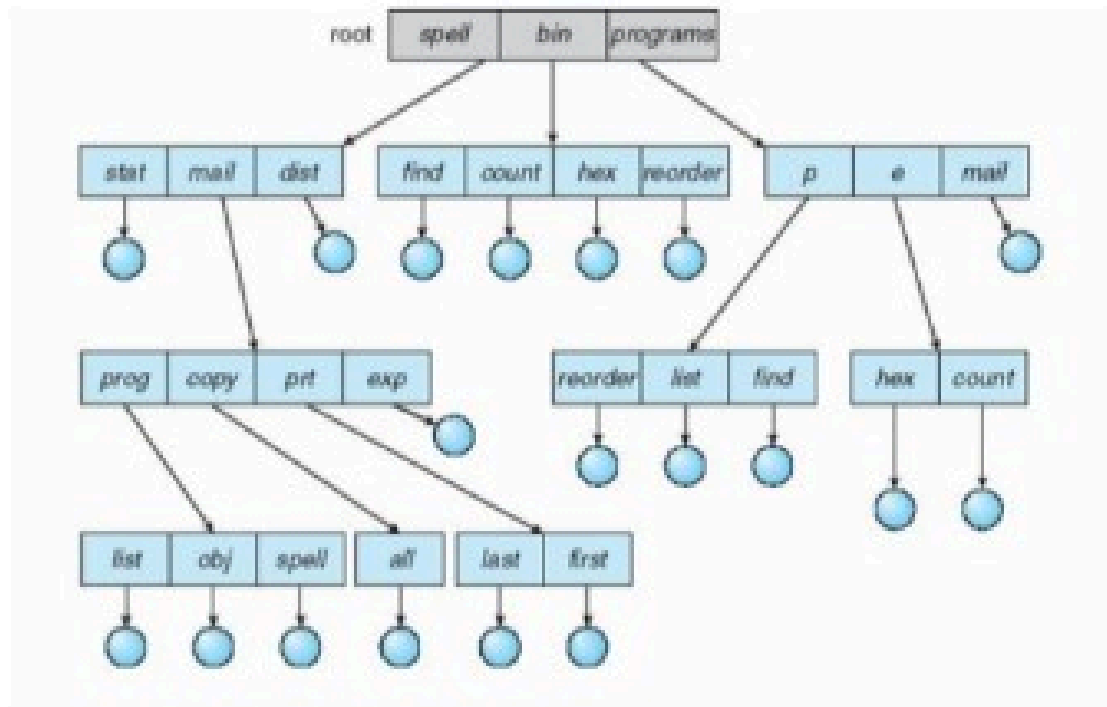 root spell bin programs
stat mail dist find count hex reorder p e mail
prog copy prt exp reorder list find hex count
list obj spell all last first